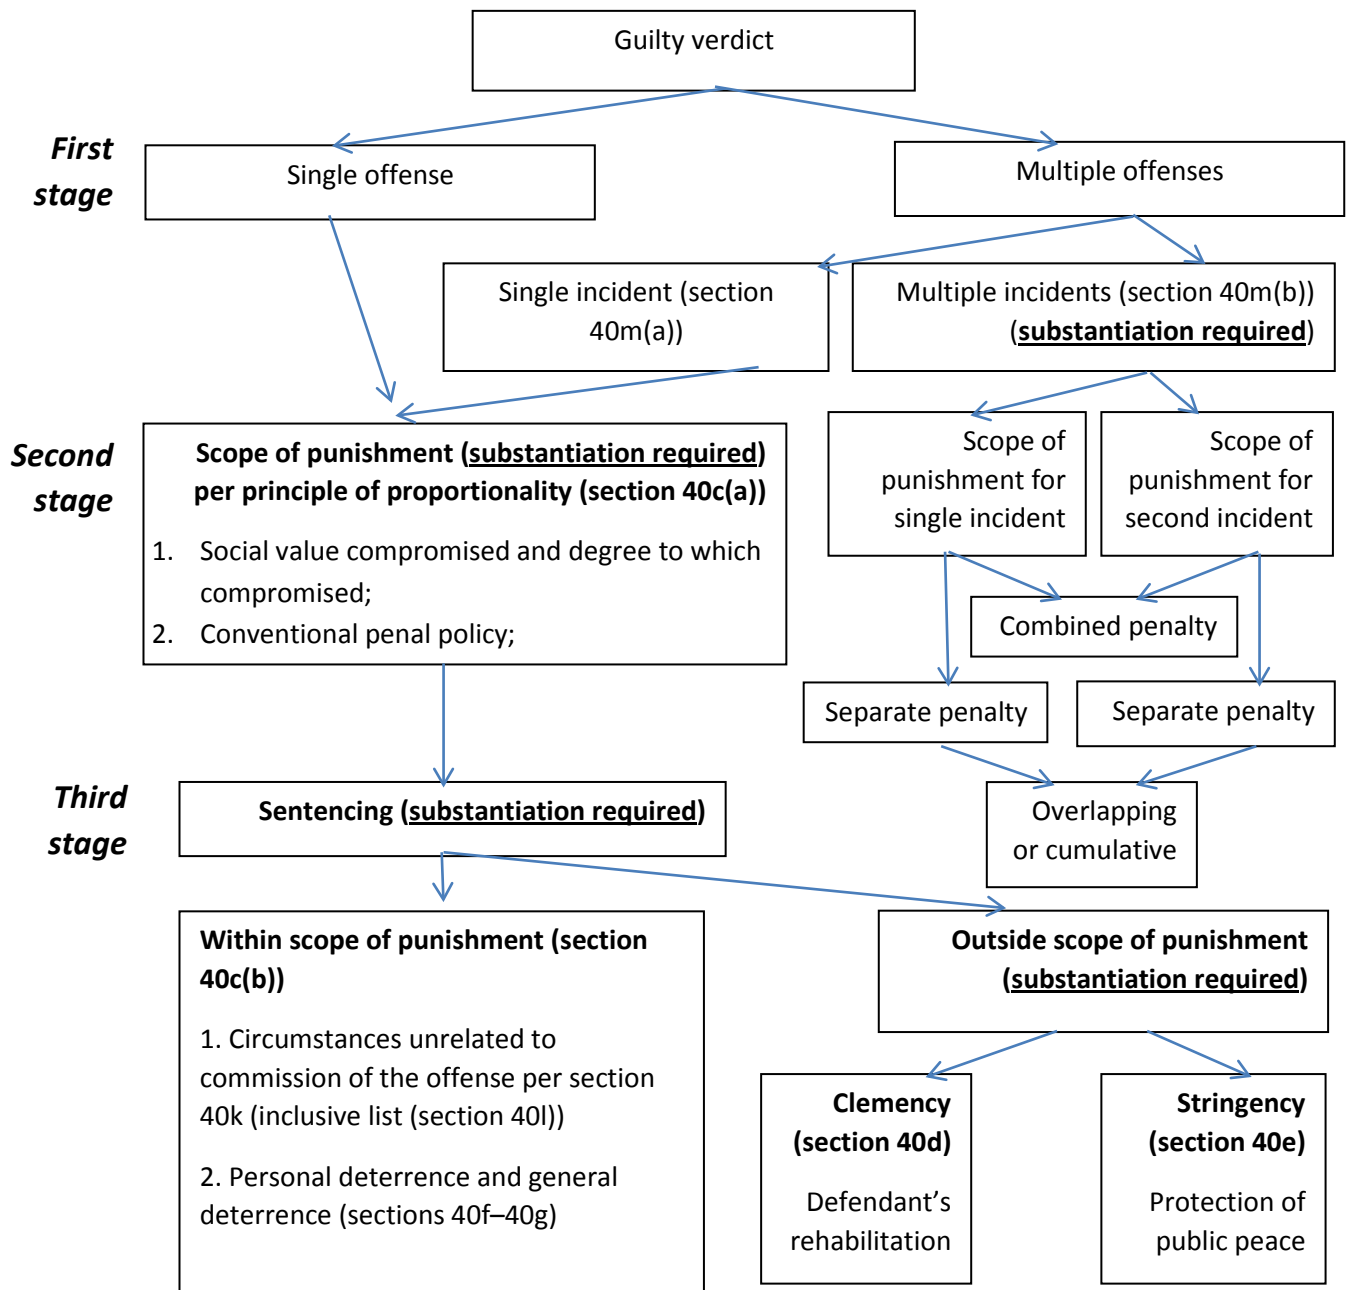 Guilty verdict
First
stage
Single offense
Multiple offenses
Single incident (section
40m(a))
Multiple incidents (section 40m(b))
(substantiation required)
Second
stage
Scope of punishment (substantiation required)
per principle of proportionality (section 40c(a))
1. Social value compromised and degree to which
compromised;
2. Conventional penal policy;
Scope of
punishment for
single incident
Scope of
punishment for
second incident
Combined penalty
Separate penalty
Separate penalty
Third
stage
Sentencing (substantiation required)
Overlapping
or cumulative
Within scope of punishment (section
40c(b))
1. Circumstances unrelated to
commission of the offense per section
40k (inclusive list (section 40l))
2. Personal deterrence and general
deterrence (sections 40f–40g)
Outside scope of punishment
(substantiation required)
Clemency
(section 40d)
Defendant’s
rehabilitation
Stringency
(section 40e)
Protection of
public peace